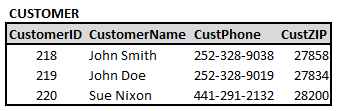 CUSTOMER
CustomerID CustomerName CustPhone CustZIP
218 John Smith 252-328-9038 27858
219 John Doe 252-328-9019 27834
220 Sue Nixon 441-291-2132 28200